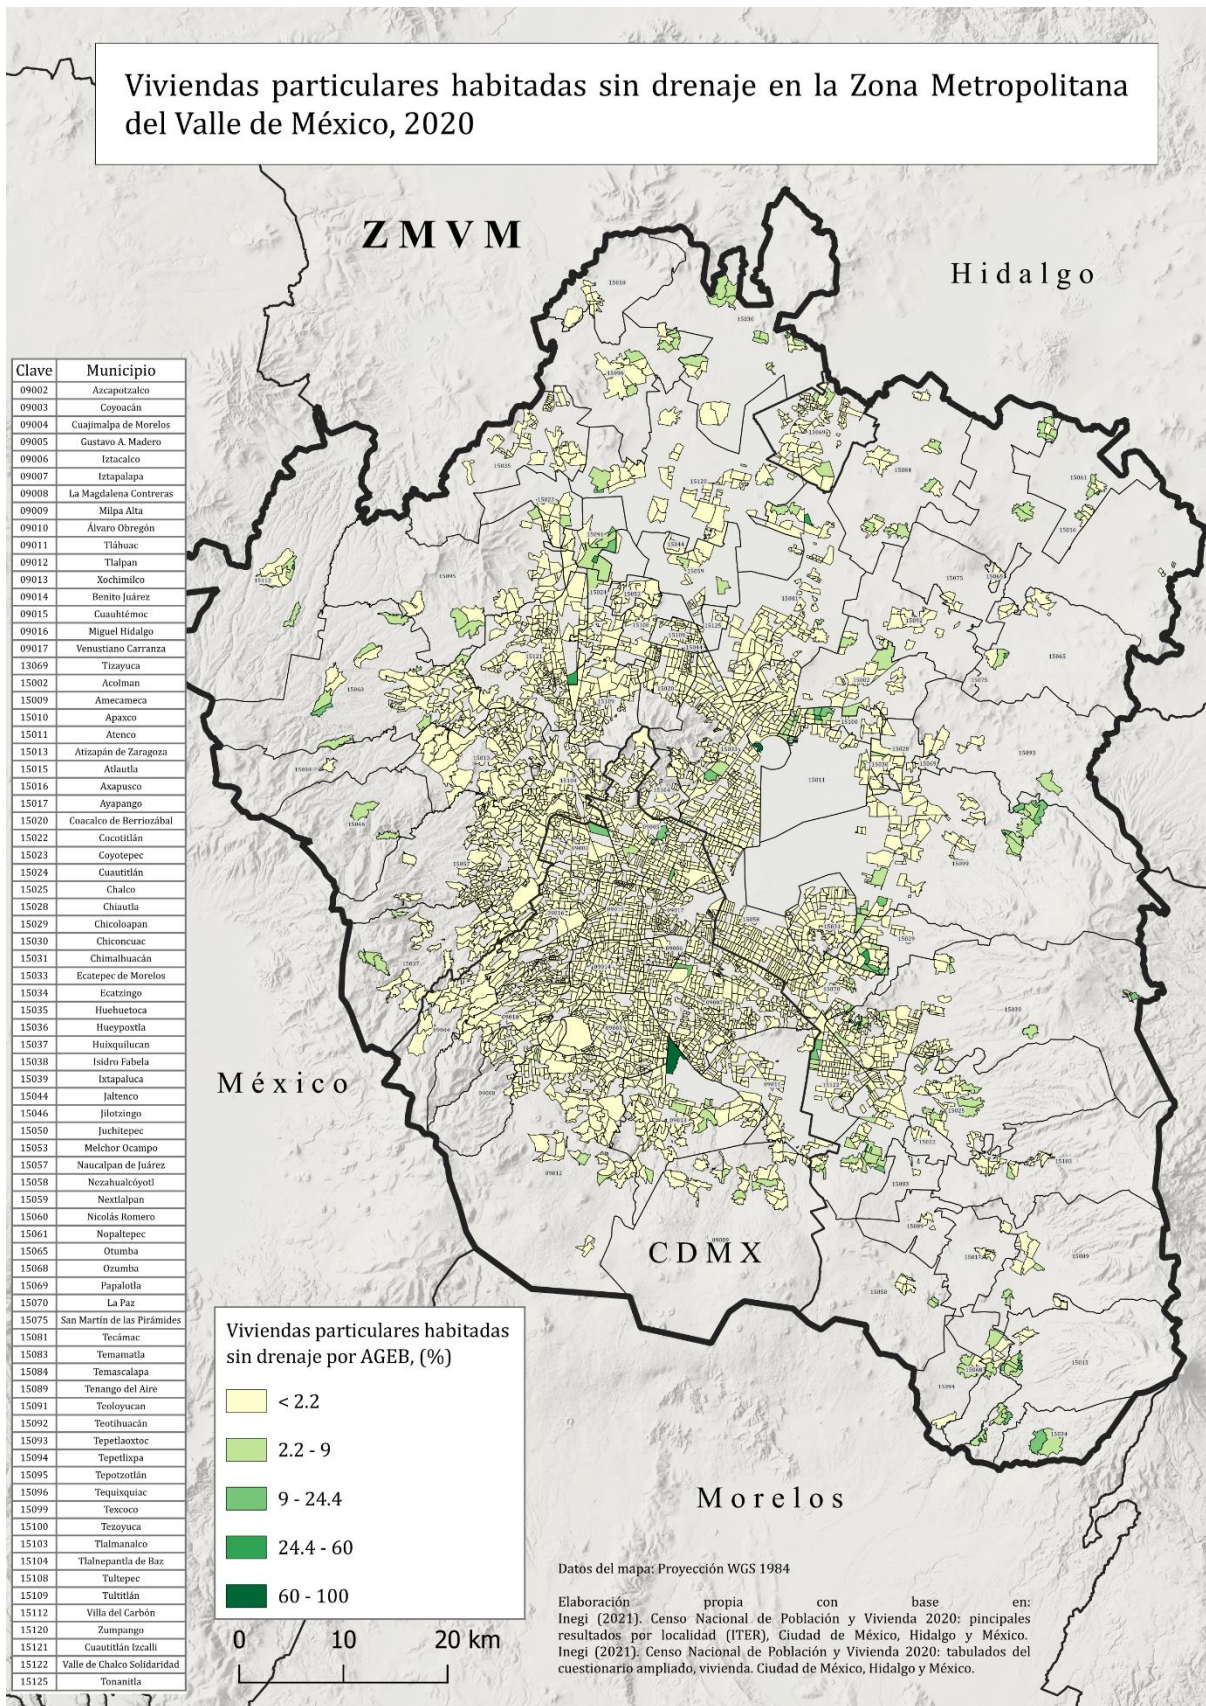 Viviendas particulares habitadas sin drenaje en la Zona Metropolitana
del Valle de México, 2020
ZMVM
Hidalgo
México
CDMX
Morelos
Clave Municipio
09002 Azcapotzalco
09003 Coyoacán
09004 Cuajimalpa de Morelos
09005 Gustavo A. Madero
09006 Iztacalco
09007 Iztapalapa
09008 La Magdalena Contreras
09009 Milpa Alta
09010 Álvaro Obregón
09011 Tláhuac
09012 Tlalpan
09013 Xochimilco
09014 Benito Juárez
09015 Cuauhtémoc
09016 Miguel Hidalgo
09017 Venustiano Carranza
13069 Tizayuca
15002 Acolman
15009 Amecameca
15010 Apaxco
15011 Atenco
15013 Atizapán de Zaragoza
15015 Atlautla
15016 Axapusco
15017 Ayapango
15020 Coacalco de Berriozábal
15022 Cocotitlán
15023 Coyotepec
15024 Cuautitlán
15025 Chalco
15028 Chiautla
15029 Chicoloapan
15030 Chiconcuac
15031 Chimalhuacán
15033 Ecatepec de Morelos
15034 Ecatzingo
15035 Huehuetoca
15036 Hueypoxtla
15037 Huixquilucan
15038 Isidro Fabela
15039 Ixtapaluca
15044 Jaltenco
15046 Jilotzingo
15050 Juchitepec
15053 Melchor Ocampo
15057 Naucalpan de Juárez
15058 Nezahualcóyotl
15059 Nextlalpan
15060 Nicolás Romero
15061 Nopaltepec
15065 Otumba
15068 Ozumba
15069 Papalotla
15070 La Paz
15075 San Martín de las Pirámides
15081 Tecámac
15083 Temamatla
15084 Temascalapa
15089 Tenango del Aire
15091 Teoloyucan
15092 Teotihuacán
15093 Tepetlaoxtoc
15094 Tepetlixpa
15095 Tepotzotlán
15096 Tequixquiac
15099 Texcoco
15100 Tezoyuca
15103 Tlalmanalco
15104 Tlalnepantla de Baz
15108 Tultepec
15109 Tultitlán
15112 Villa del Carbón
15120 Zumpango
15121 Cuautitlán Izcalli
15122 Valle de Chalco Solidaridad
15125 Tonanitla
Viviendas particulares habitadas
sin drenaje por AGEB, (%)
< 2.2
2.2 - 9
9 - 24.4
24.4 - 60
60 - 100
0 10 20 km
Datos del mapa: Proyección WGS 1984
Elaboración propia con base en:
Inegi (2021). Censo Nacional de Población y Vivienda 2020: pincipales
resultados por localidad (ITER), Ciudad de México, Hidalgo y México.
Inegi (2021). Censo Nacional de Población y Vivienda 2020: tabulados del
cuestionario ampliado, vivienda. Ciudad de México, Hidalgo y México.